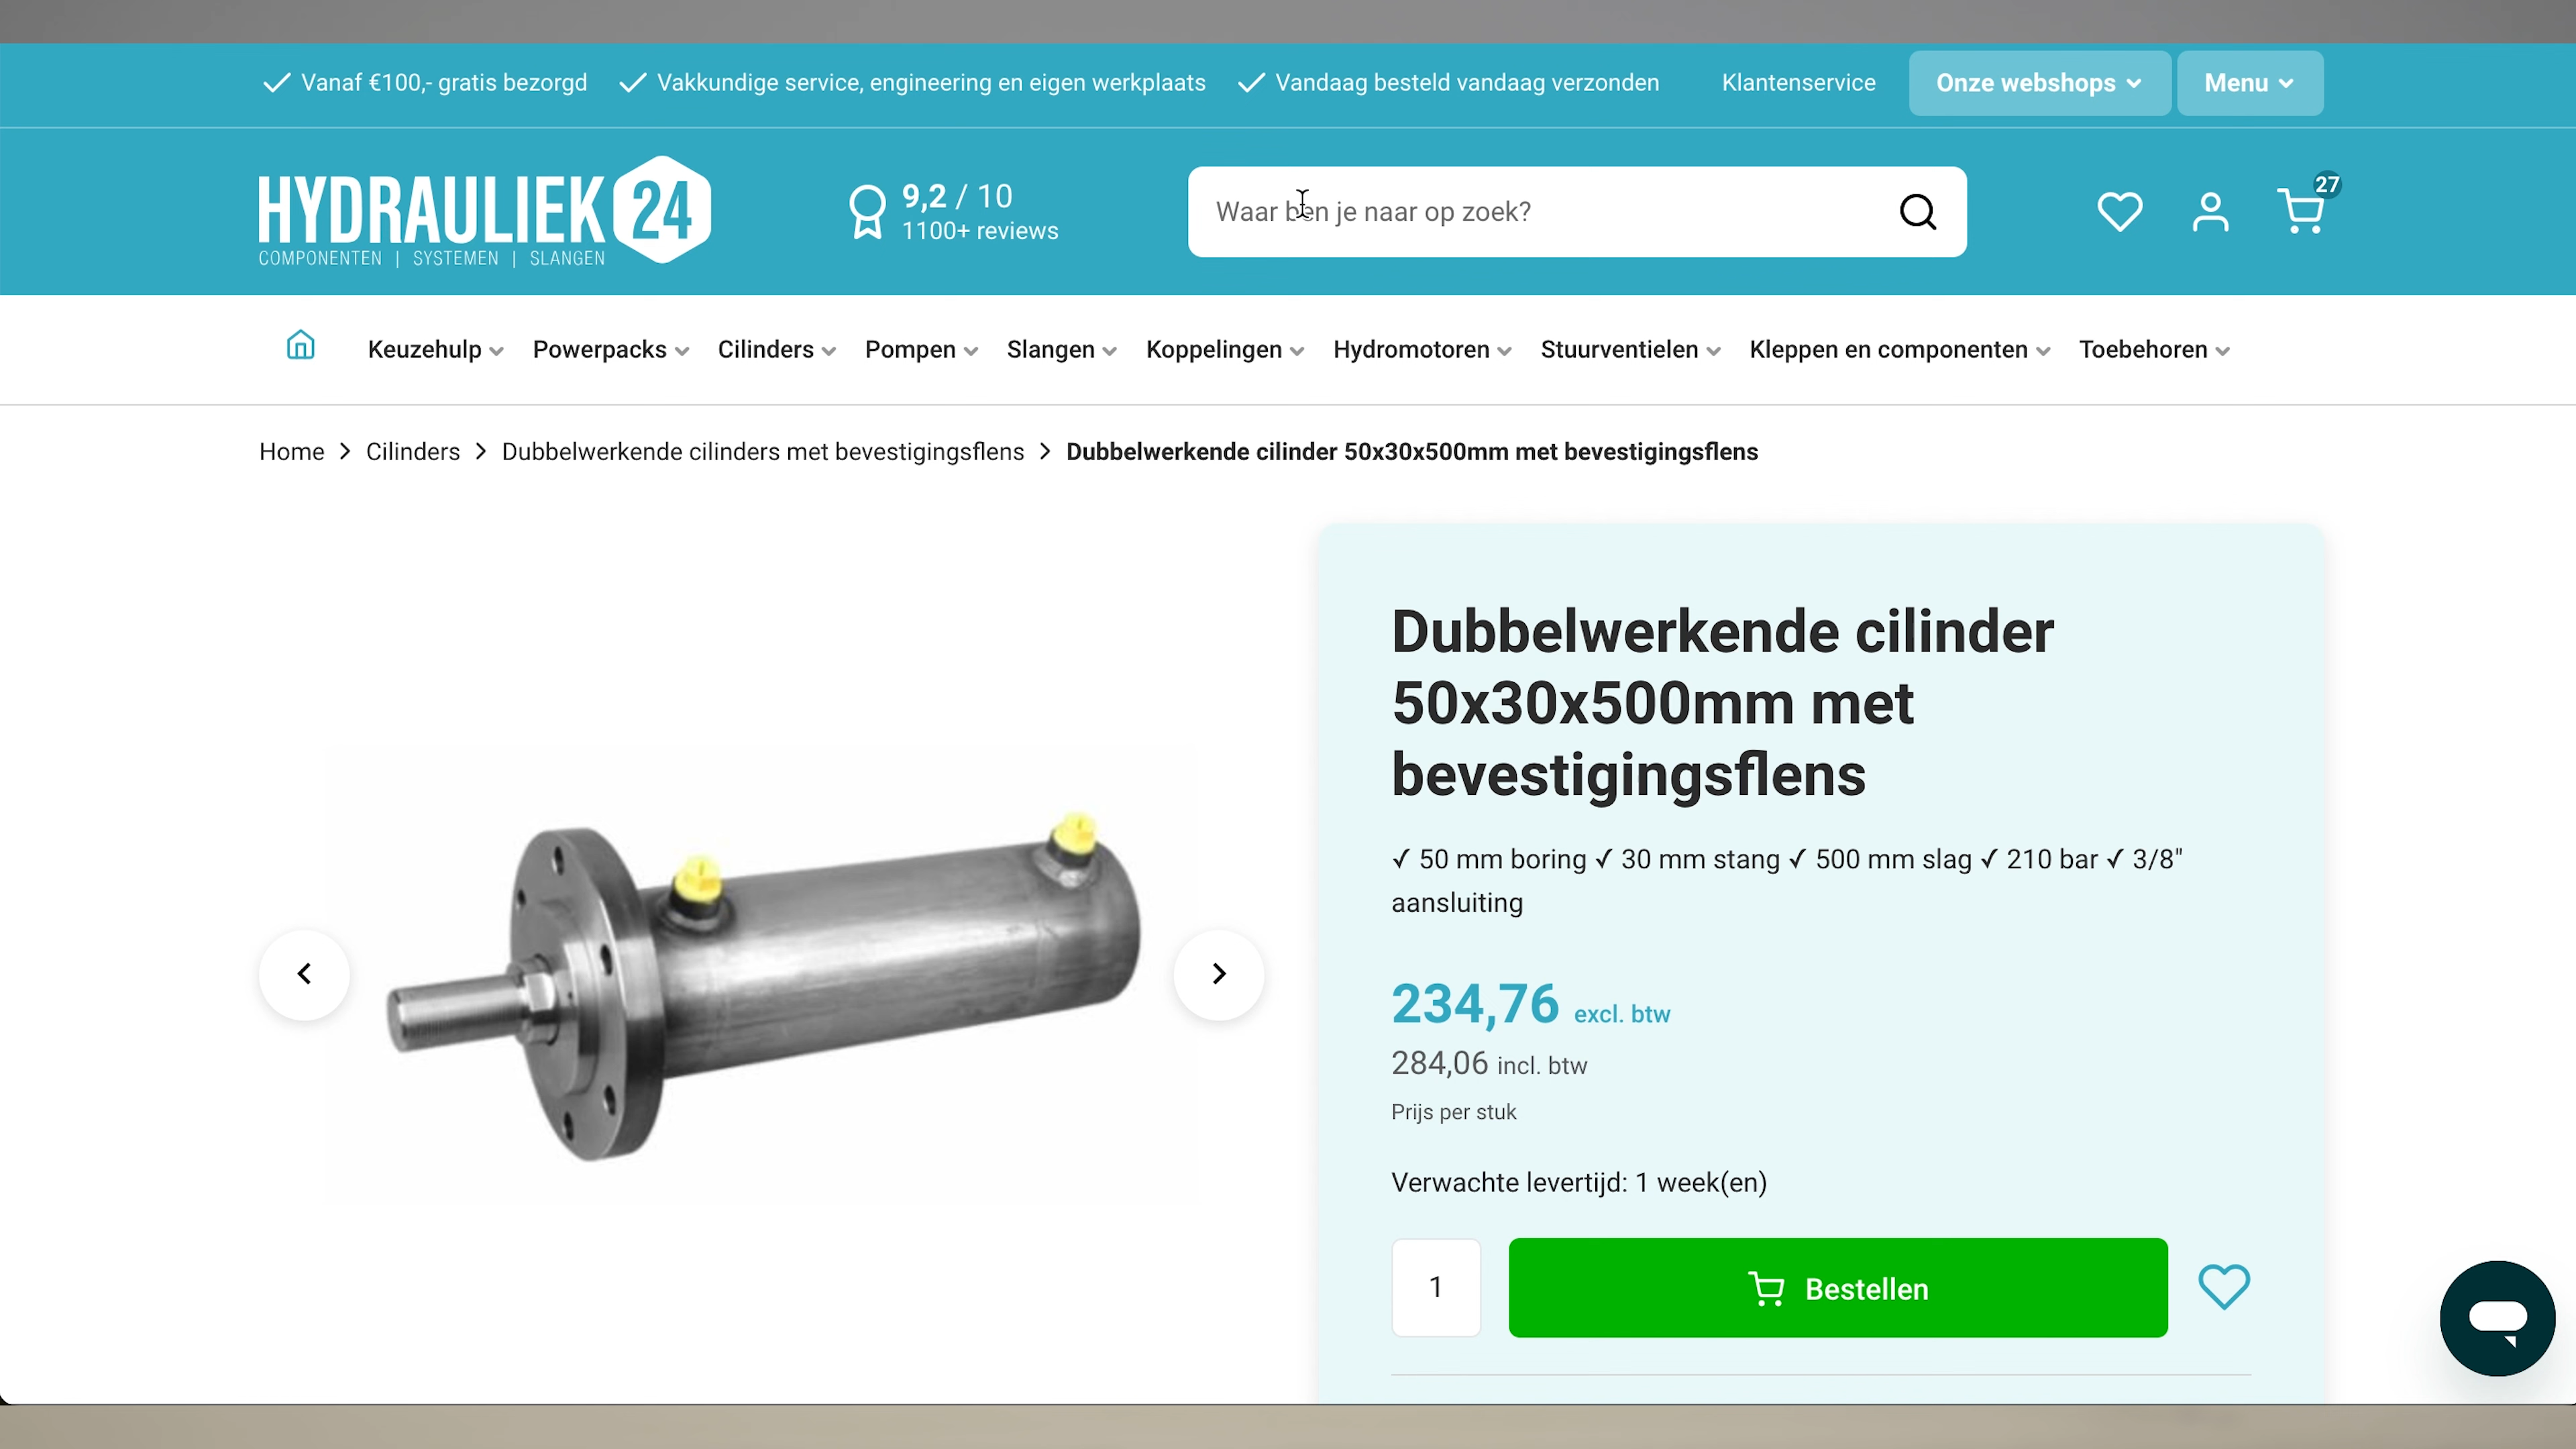 Vanaf €100,- gratis bezorgd
Vakkundige service, engineering en eigen werkplaats
Vandaag besteld vandaag verzonden
Klantenservice
Onze webshops
Menu
HYDRAULIEK 24
COMPONENTEN | SYSTEMEN | SLANGEN
9,2 / 10
1100+ reviews
Waar ben je naar op zoek?
27
Keuzehulp
Powerpacks
Cilinders
Pompen
Slangen
Koppelingen
Hydromotoren
Stuurventielen
Kleppen en componenten
Toebehoren
Home > Cilinders > Dubbelwerkende cilinders met bevestigingsflens > Dubbelwerkende cilinder 50x30x500mm met bevestigingsflens
Dubbelwerkende cilinder
50x30x500mm met
bevestigingsflens
✓ 50 mm boring ✓ 30 mm stang ✓ 500 mm slag ✓ 210 bar ✓ 3/8"
aansluiting
234,76 excl. btw
284,06 incl. btw
Prijs per stuk
Verwachte levertijd: 1 week(en)
1
Bestellen